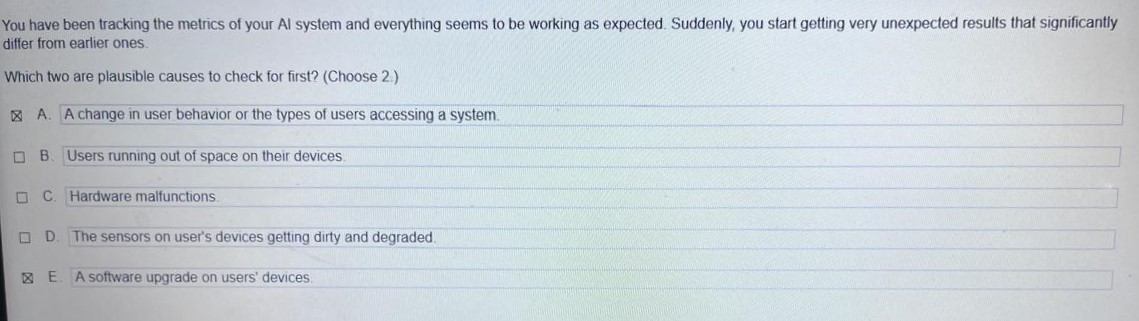 You have been tracking the metrics of your AI system and everything seems to be working as expected. Suddenly, you start getting very unexpected results that significantly
differ from earlier ones.
Which two are plausible causes to check for first? (Choose 2.)
A. A change in user behavior or the types of users accessing a system.
B. Users running out of space on their devices.
C. Hardware malfunctions.
D. The sensors on user's devices getting dirty and degraded.
E. A software upgrade on users' devices.